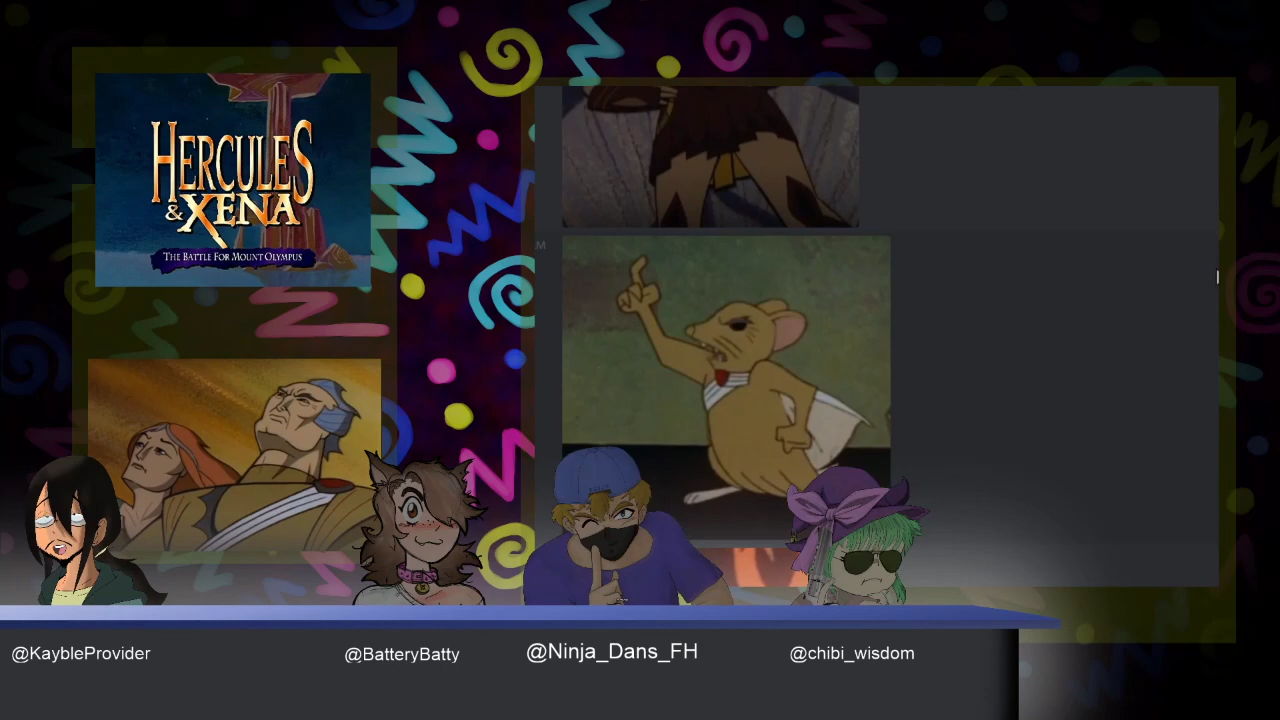 HERCULES
& XENA
THE BATTLE FOR MOUNT OLYMPUS
M
@KaybleProvider
@BatteryBatty
@Ninja_Dans_FH
@chibi_wisdom